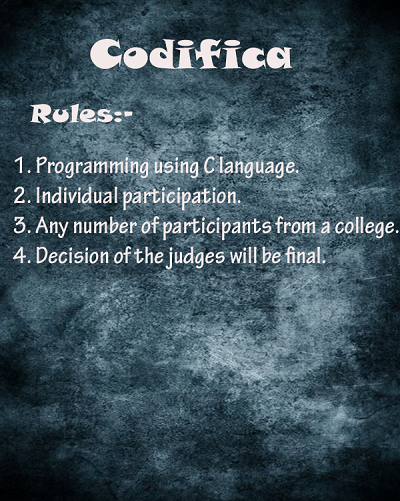 Codifica
Rules:-
1. Programming using C language.
2. Individual participation.
3. Any number of participants from a college.
4. Decision of the judges will be final.